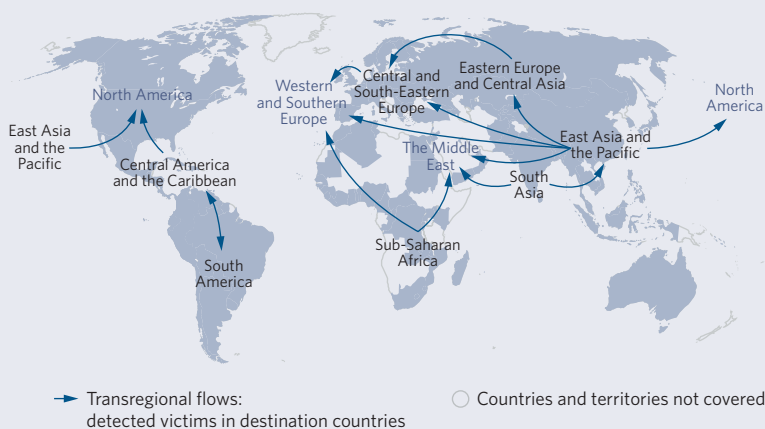 North America
East Asia
and the
Pacific
Central America
and the Caribbean
South
America
Western
and Southern
Europe
Central and
South-Eastern
Europe
Eastern Europe
and Central Asia
The Middle
East
South
Asia
East Asia and
the Pacific
North
America
Sub-Saharan
Africa
Transregional flows:
detected victims in destination countries
Countries and territories not covered